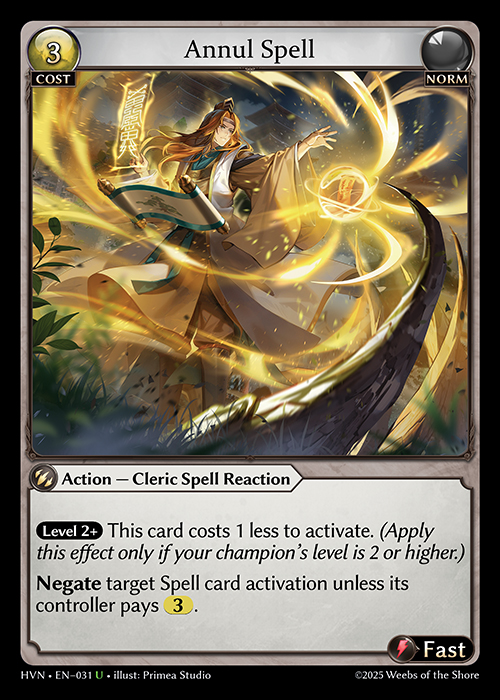 3
Annul Spell
COST
NORM
Action — Cleric Spell Reaction
Level 2+ This card costs 1 less to activate. (Apply
this effect only if your champion's level is 2 or higher.)
Negate target Spell card activation unless its
controller pays 3.
Fast
HVN • EN–031 U • illust: Primea Studio
©2025 Weebs of the Shore